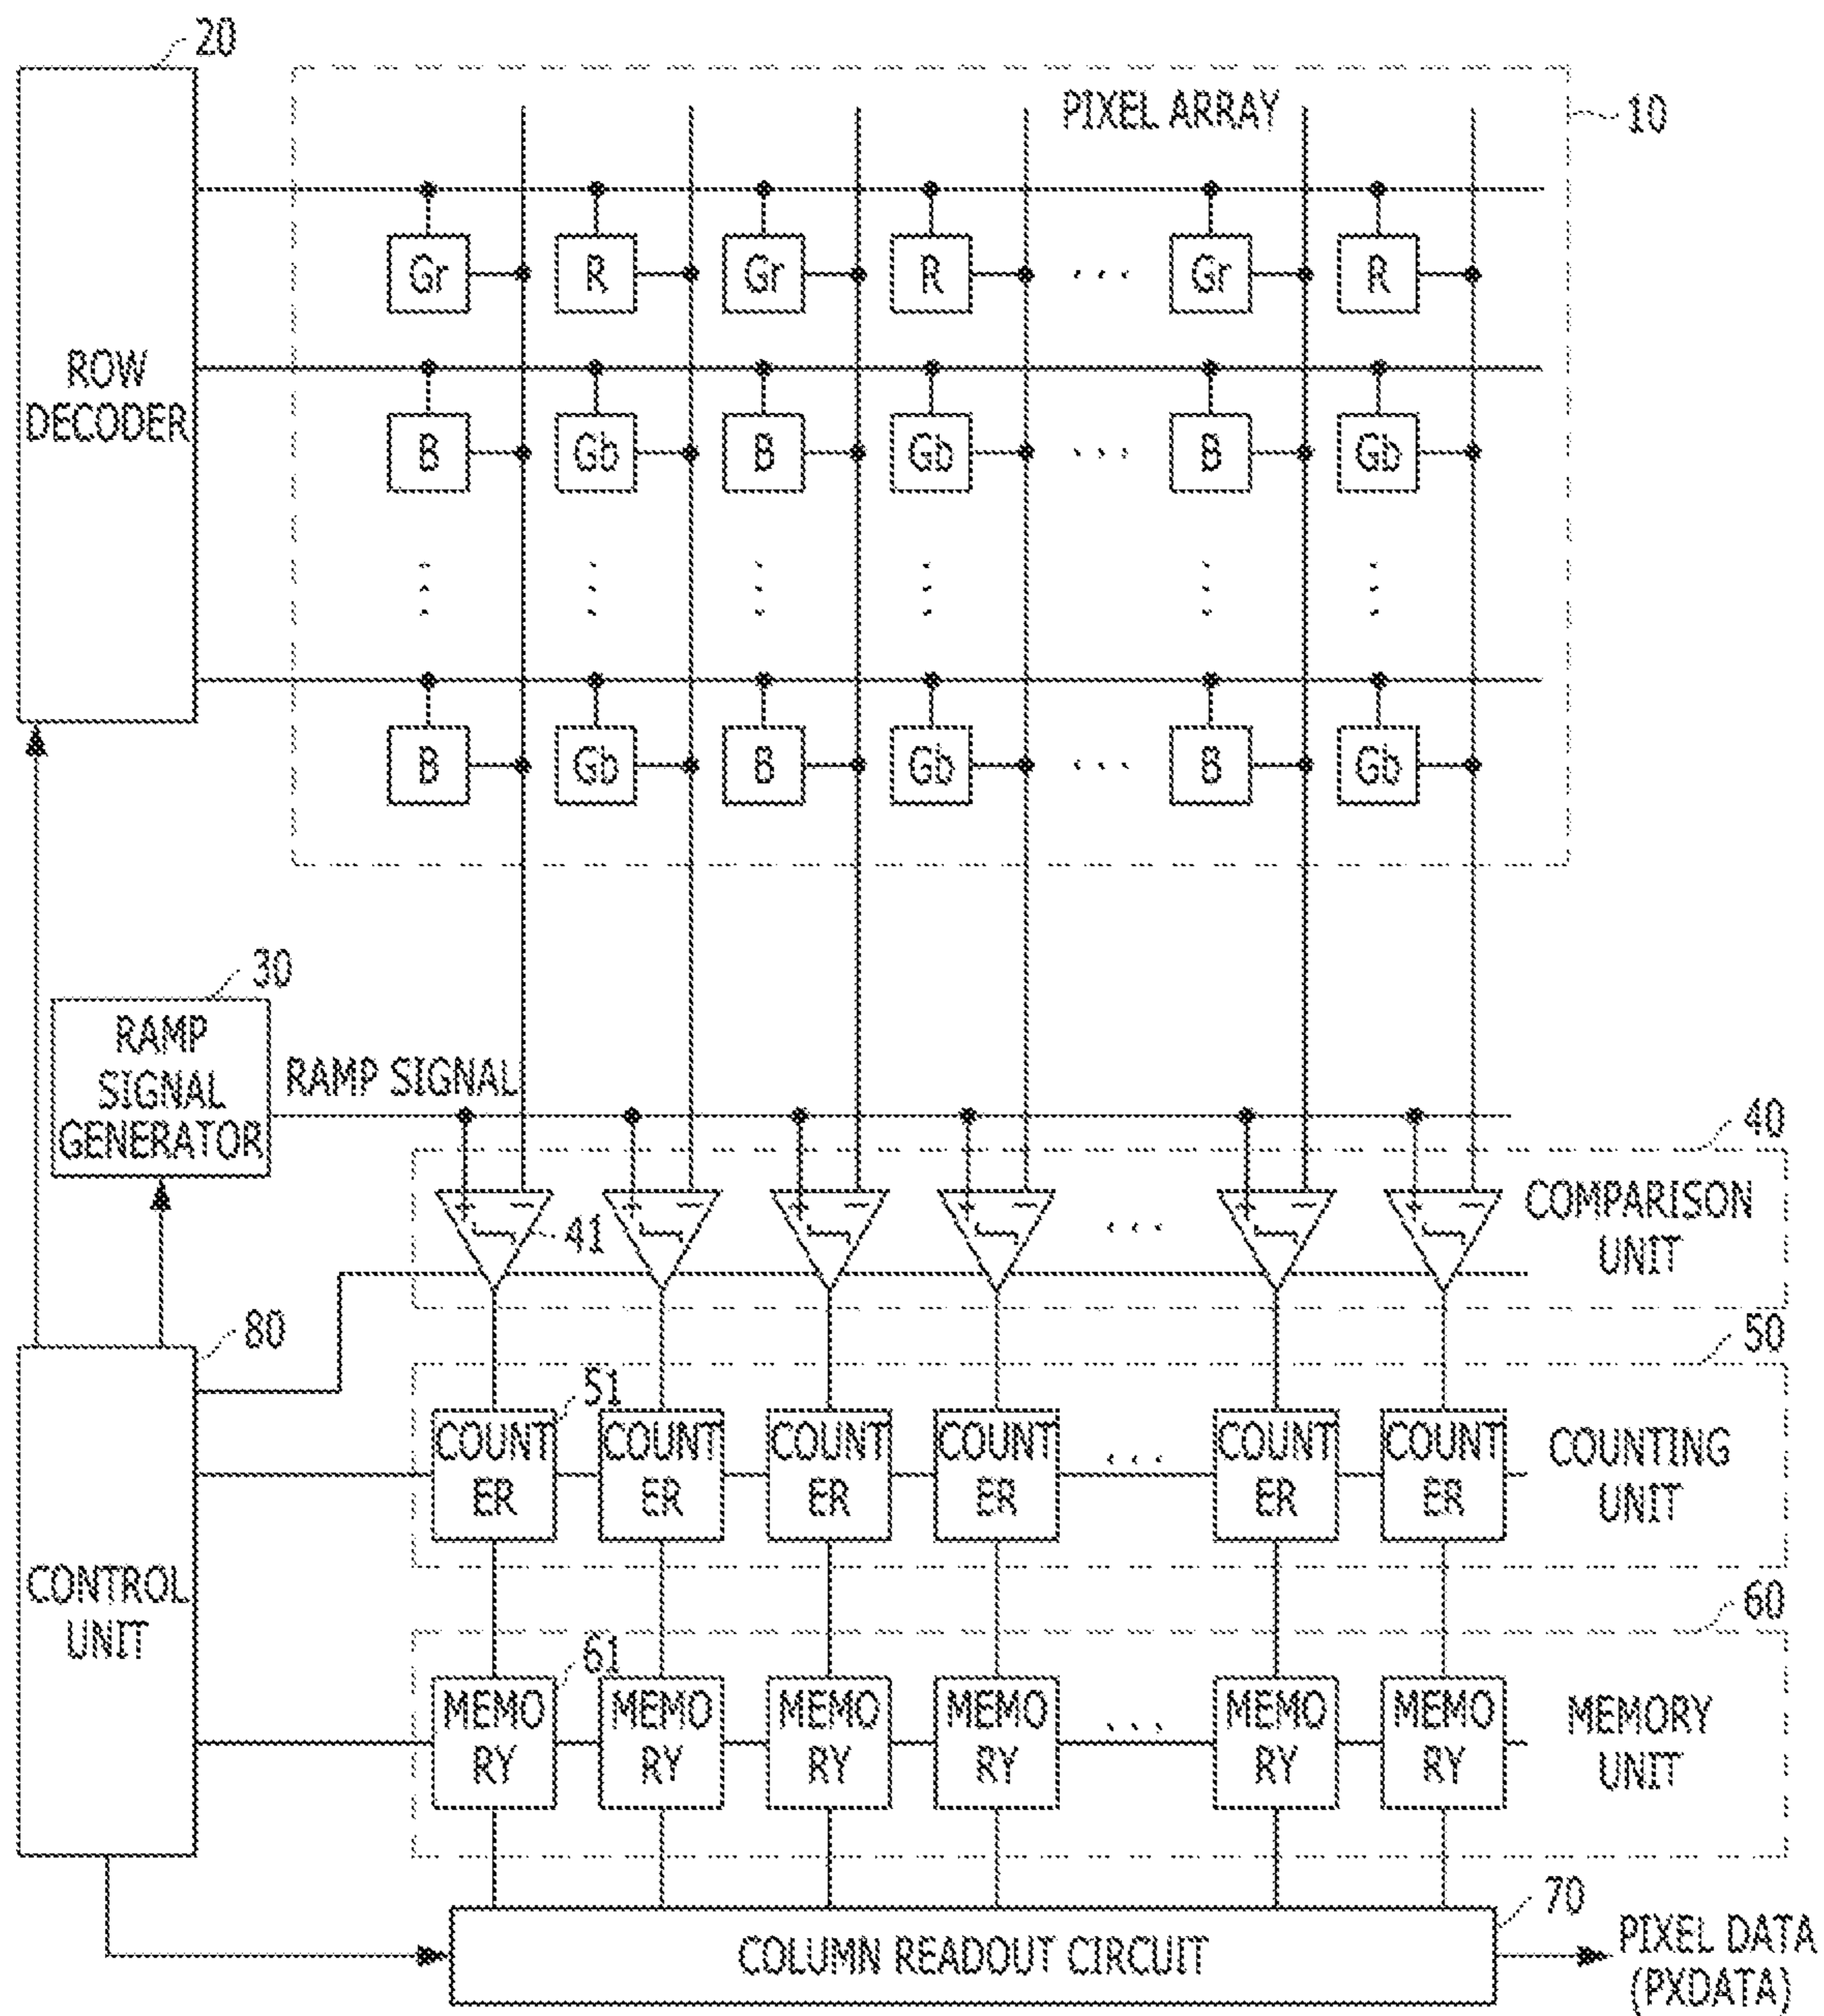 20
PIXEL ARRAY
10
Gr R Gr R ... Gr R
ROW
DECODER
B Gb B Gb ... B Gb
B Gb B Gb ... B Gb
30
RAMP
SIGNAL
GENERATOR
RAMP SIGNAL
40
+ − + − + − + − ... + − + −
41
COMPARISON
UNIT
80
50
51
COUNT COUNT COUNT COUNT ... COUNT COUNT
ER ER ER ER ER ER
COUNTING
UNIT
CONTROL
UNIT
60
61
MEMO MEMO MEMO MEMO ... MEMO MEMO
RY RY RY RY RY RY
MEMORY
UNIT
70
COLUMN READOUT CIRCUIT
PIXEL DATA
(PXDATA)